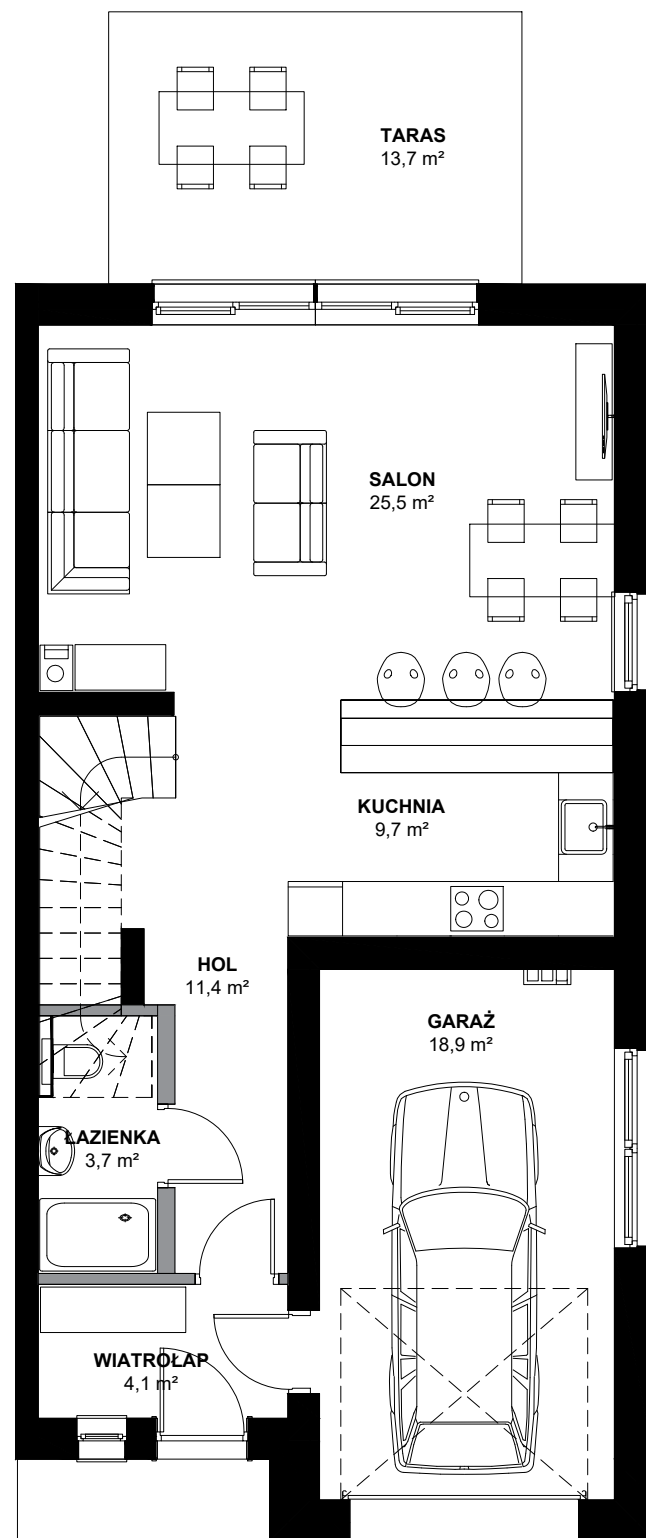 TARAS
13,7 m²
SALON
25,5 m²
KUCHNIA
9,7 m²
HOL
11,4 m²
GARAŻ
18,9 m²
ŁAZIENKA
3,7 m²
WIATROŁAP
4,1 m²